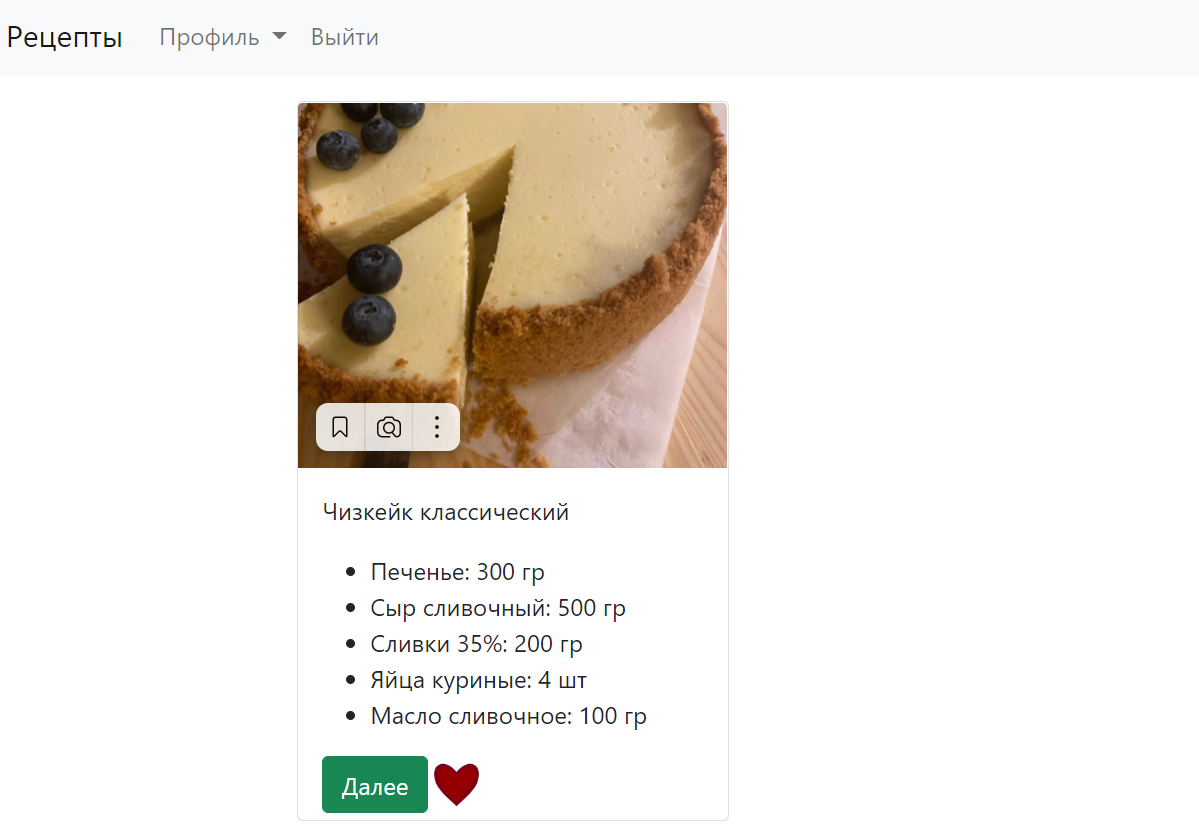 Рецепты Профиль Выйти
Чизкейк классический
Печенье: 300 гр
Сыр сливочный: 500 гр
Сливки 35%: 200 гр
Яйца куриные: 4 шт
Масло сливочное: 100 гр
Далее